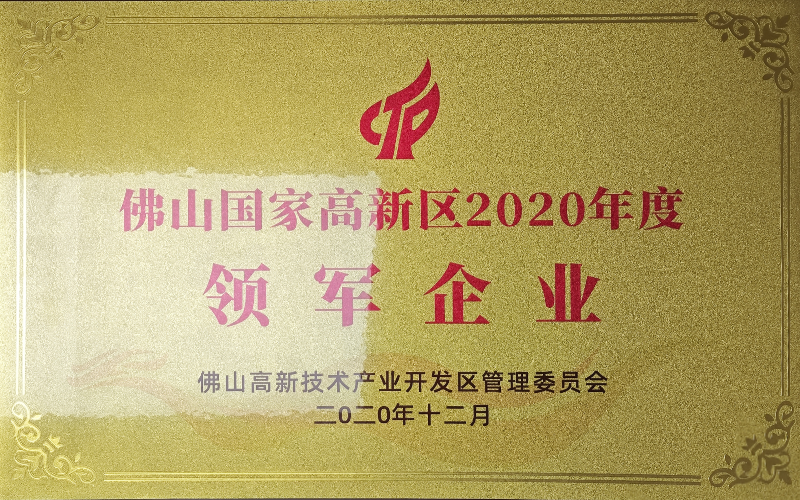 佛山国家高新区2020年度
领军企业
佛山高新技术产业开发区管理委员会
二〇二〇年十二月